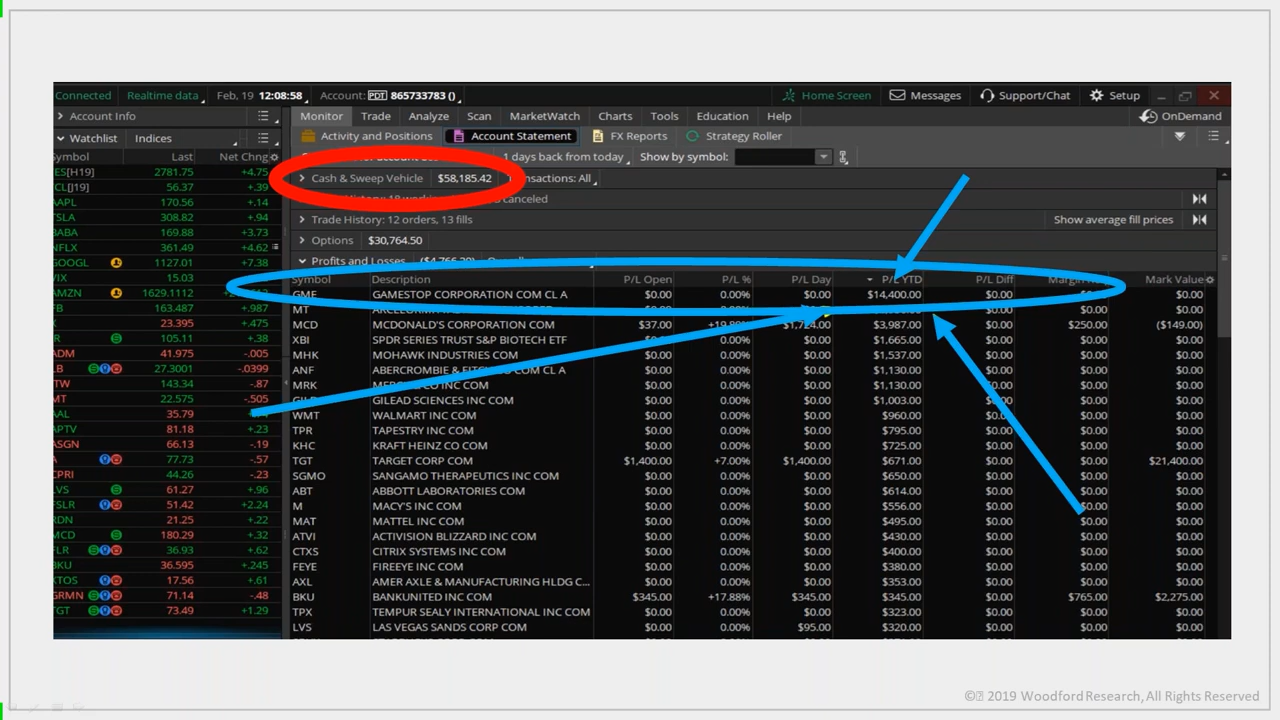 Connected Realtime data Feb, 19 12:08:58 Account: PDT 865733783 () Home Screen Messages Support/Chat Setup
Account Info Monitor Trade Analyze Scan MarketWatch Charts Tools Education Help OnDemand
Watchlist Indices Activity and Positions Account Statement FX Reports Strategy Roller
Last Net Chng 1 days back from today Show by symbol:
ES[H19] 2781.75 +4.75 Cash & Sweep Vehicle $58,185.42 All
CL[J19] 56.37 +.39
AAPL 170.56 +.14 canceled
TSLA 308.82 +.94 Trade History: 12 orders, 13 fills Show average fill prices
BABA 169.88 +3.73
NFLX 361.49 +4.62 Options $30,764.50
GOOGL 1127.01 +7.38 Profits and Losses
VIX 15.03 Symbol Description P/L Open P/L % P/L Day P/L YTD P/L Diff Mark Value
AMZN 1629.1112 GME GAMESTOP CORPORATION COM CL A $0.00 0.00% $0.00 $14,400.00 $0.00 $0.00
FB 163.487 +.987 MT $0.00 0.00% $0.00 $0.00 $0.00
23.395 +.475 MCD MCDONALD'S CORPORATION COM $37.00 $3,987.00 $0.00 $250.00 ($149.00)
105.11 +.38 XBI SPDR SERIES TRUST S&P BIOTECH ETF $0.00 0.00% $0.00 $1,665.00 $0.00 $0.00 $0.00
ADM 41.975 -.005 MHK MOHAWK INDUSTRIES COM $0.00 0.00% $0.00 $1,537.00 $0.00 $0.00 $0.00
LB 27.3001 -.0399 ANF ABERCROMBIE & COM CL A $0.00 0.00% $0.00 $1,130.00 $0.00 $0.00 $0.00
143.34 -.87 MRK CO INC COM $0.00 0.00% $0.00 $1,130.00 $0.00 $0.00
MT 22.575 -.505 GILEAD SCIENCES INC COM $0.00 0.00% $0.00 $1,003.00 $0.00 $0.00 $0.00
AAL 35.79 WMT WALMART INC COM $0.00 0.00% $0.00 $960.00 $0.00 $0.00 $0.00
APTV 81.18 +.23 TPR TAPESTRY INC COM $0.00 0.00% $0.00 $795.00 $0.00 $0.00 $0.00
ASGN 66.13 -.19 KHC KRAFT HEINZ CO COM $0.00 0.00% $0.00 $725.00 $0.00 $0.00 $0.00
77.73 -.57 TGT TARGET CORP COM $1,400.00 +7.00% $1,400.00 $671.00 $0.00 $0.00 $21,400.00
CPRI 44.26 -.23 SGMO SANGAMO THERAPEUTICS INC COM $0.00 0.00% $0.00 $650.00 $0.00 $0.00 $0.00
LVS 61.27 +.96 ABT ABBOTT LABORATORIES COM $0.00 0.00% $0.00 $614.00 $0.00 $0.00 $0.00
FSLR 51.42 +2.24 M MACY'S INC COM $0.00 0.00% $0.00 $556.00 $0.00 $0.00 $0.00
21.25 +.22 MAT MATTEL INC COM $0.00 0.00% $0.00 $495.00 $0.00 $0.00 $0.00
MCD 180.29 +.32 ATVI ACTIVISION BLIZZARD INC COM $0.00 0.00% $0.00 $430.00 $0.00 $0.00 $0.00
36.93 +.62 CTXS CITRIX SYSTEMS INC COM $0.00 0.00% $0.00 $400.00 $0.00 $0.00 $0.00
BKU 36.595 +.245 FEYE FIREEYE INC COM $0.00 0.00% $0.00 $380.00 $0.00 $0.00 $0.00
KTOS 17.56 +.61 AXL AMER AXLE & MANUFACTURING HLDG C... $0.00 0.00% $0.00 $353.00 $0.00 $0.00 $0.00
GRMN 71.14 -.48 BKU BANKUNITED INC COM $345.00 +17.88% $345.00 $345.00 $0.00 $765.00 $2,275.00
TGT 73.49 +1.29 TPX TEMPUR SEALY INTERNATIONAL INC COM $0.00 0.00% $0.00 $323.00 $0.00 $0.00 $0.00
LVS LAS VEGAS SANDS CORP COM $0.00 0.00% $95.00 $320.00 $0.00 $0.00 $0.00
© 2019 Woodford Research, All Rights Reserved